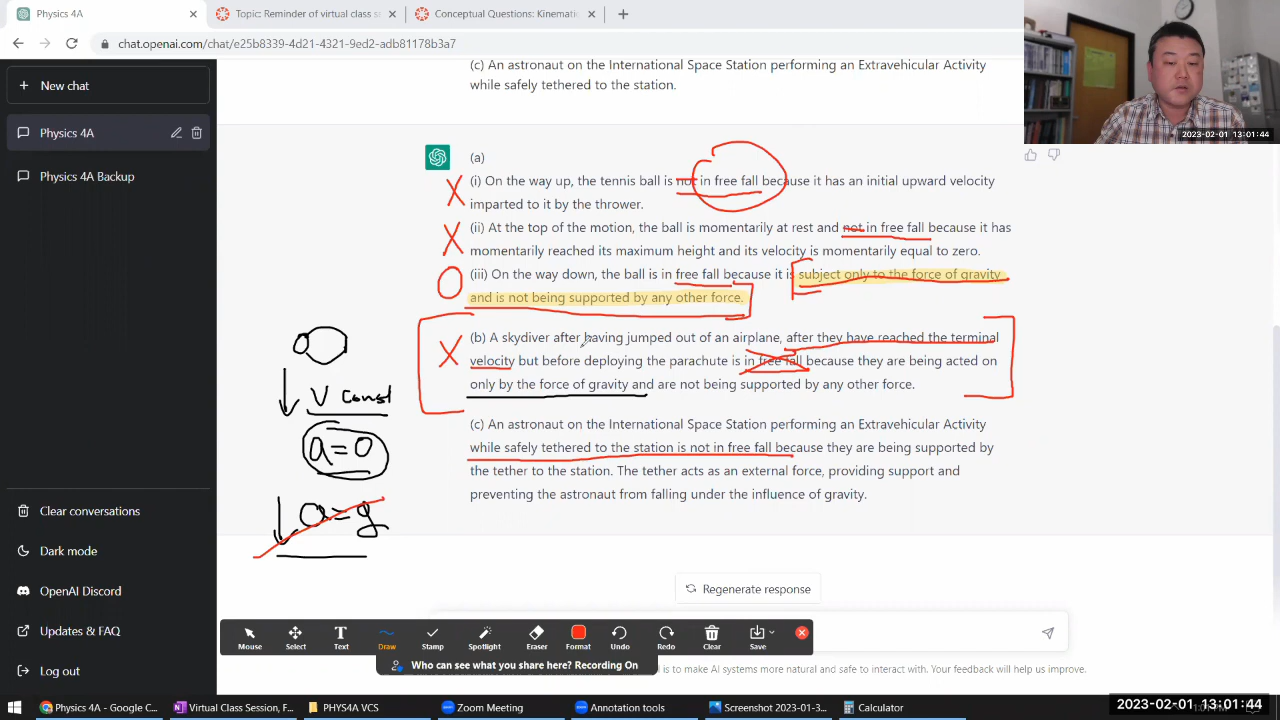 Physics 4A
Topic: Reminder of virtual class se
Conceptual Questions: Kinemati
chat.openai.com/chat/e25b8339-4d21-4321-9ed2-adb81178b3a7
2023-02-01 13:01:44
New chat
Physics 4A
Physics 4A Backup
Clear conversations
Dark mode
OpenAI Discord
Updates & FAQ
Log out
(c) An astronaut on the International Space Station performing an Extravehicular Activity
while safely tethered to the station.
(a)
(i) On the way up, the tennis ball is not in free fall because it has an initial upward velocity
imparted to it by the thrower.
(ii) At the top of the motion, the ball is momentarily at rest and not in free fall because it has
momentarily reached its maximum height and its velocity is momentarily equal to zero.
(iii) On the way down, the ball is in free fall because it is subject only to the force of gravity
and is not being supported by any other force.
(b) A skydiver after having jumped out of an airplane, after they have reached the terminal
velocity but before deploying the parachute is in free fall because they are being acted on
only by the force of gravity and are not being supported by any other force.
(c) An astronaut on the International Space Station performing an Extravehicular Activity
while safely tethered to the station is not in free fall because they are being supported by
the tether to the station. The tether acts as an external force, providing support and
preventing the astronaut from falling under the influence of gravity.
X
X
O
X
V const
a=0
a=g
Regenerate response
Mouse Select Text Draw Stamp Spotlight Eraser Format Undo Redo Clear Save
Who can see what you share here? Recording On
l is to make AI systems more natural and safe to interact with. Your feedback will help us improve.
Physics 4A - Google C...
Virtual Class Session, F...
PHYS4A VCS
Zoom Meeting
Annotation tools
Screenshot 2023-01-3...
Calculator
2023-02-01 13:01:44